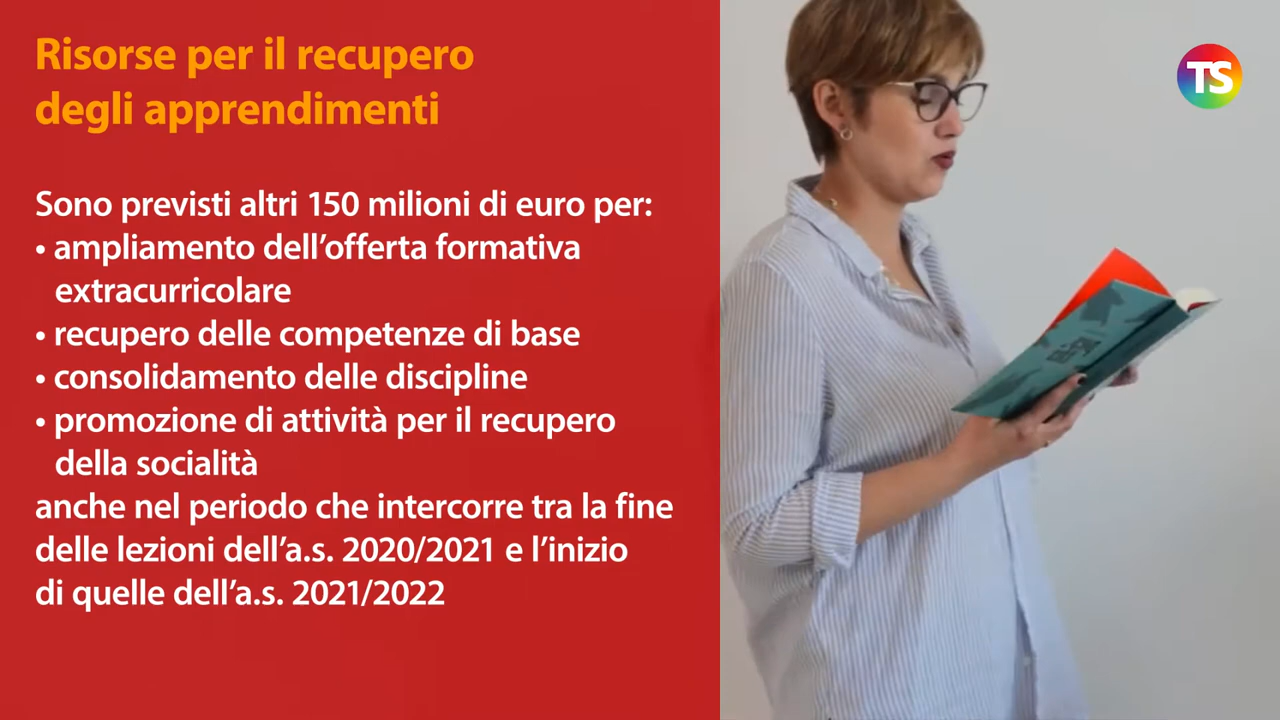 Risorse per il recupero
degli apprendimenti
Sono previsti altri 150 milioni di euro per:
• ampliamento dell’offerta formativa
extracurricolare
• recupero delle competenze di base
• consolidamento delle discipline
• promozione di attività per il recupero
della socialità
anche nel periodo che intercorre tra la fine
delle lezioni dell’a.s. 2020/2021 e l’inizio
di quelle dell’a.s. 2021/2022
TS